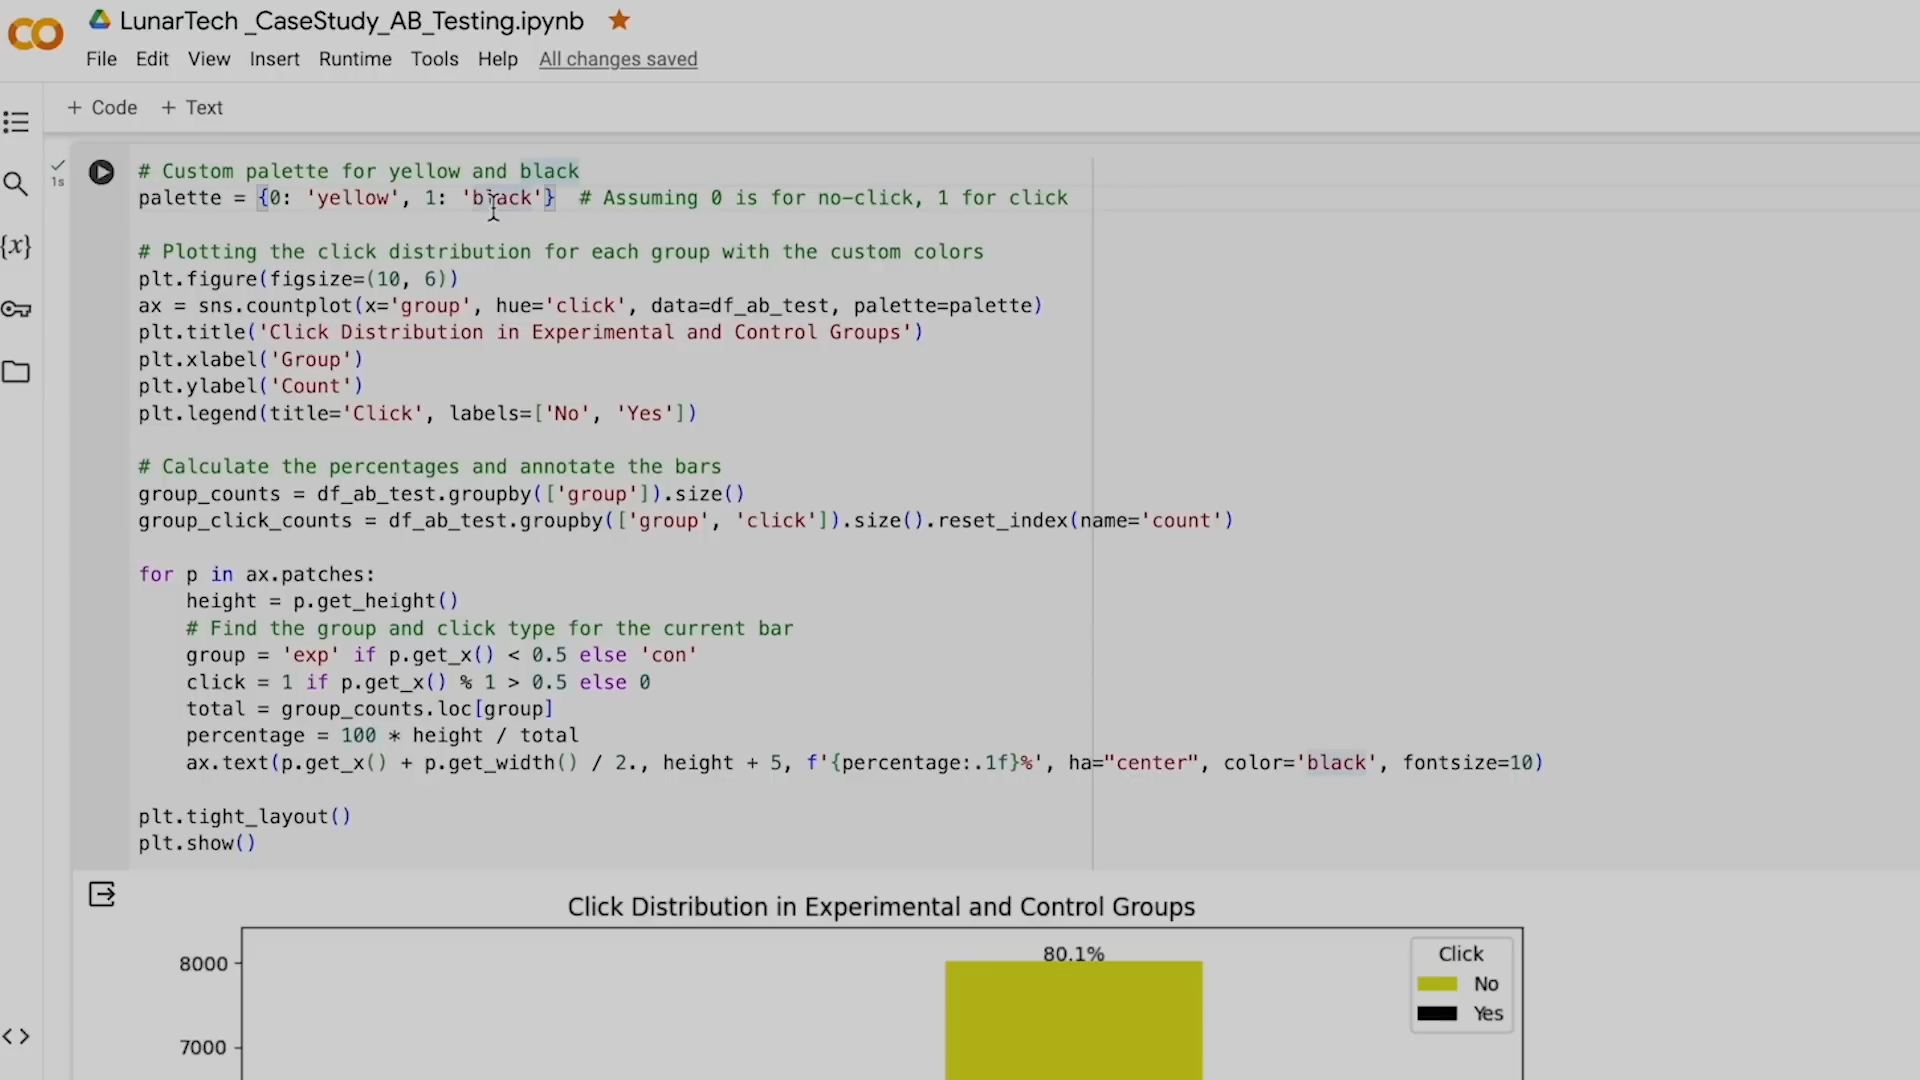 LunarTech _CaseStudy_AB_Testing.ipynb
File Edit View Insert Runtime Tools Help All changes saved
+ Code + Text
1s
# Custom palette for yellow and black
palette = {0: 'yellow', 1: 'black'}  # Assuming 0 is for no-click, 1 for click
# Plotting the click distribution for each group with the custom colors
plt.figure(figsize=(10, 6))
ax = sns.countplot(x='group', hue='click', data=df_ab_test, palette=palette)
plt.title('Click Distribution in Experimental and Control Groups')
plt.xlabel('Group')
plt.ylabel('Count')
plt.legend(title='Click', labels=['No', 'Yes'])
# Calculate the percentages and annotate the bars
group_counts = df_ab_test.groupby(['group']).size()
group_click_counts = df_ab_test.groupby(['group', 'click']).size().reset_index(name='count')
for p in ax.patches:
    height = p.get_height()
    # Find the group and click type for the current bar
    group = 'exp' if p.get_x() < 0.5 else 'con'
    click = 1 if p.get_x() % 1 > 0.5 else 0
    total = group_counts.loc[group]
    percentage = 100 * height / total
    ax.text(p.get_x() + p.get_width() / 2., height + 5, f'{percentage:.1f}%', ha="center", color='black', fontsize=10)
plt.tight_layout()
plt.show()
Click Distribution in Experimental and Control Groups
80.1%
Click
No
Yes
8000
7000